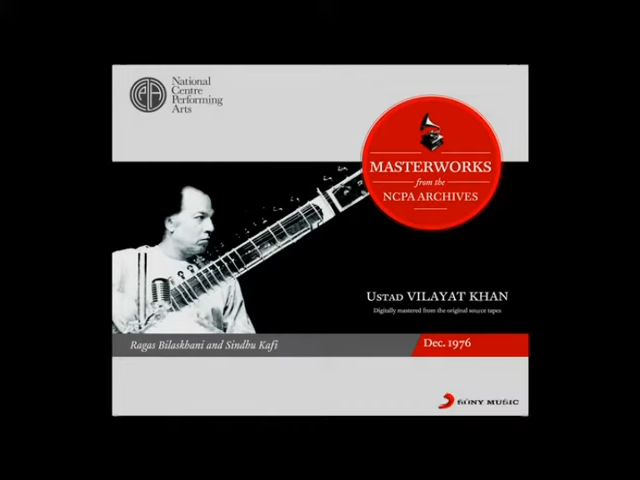 National
Centre
Performing
Arts
MASTERWORKS
from the
NCPA ARCHIVES
USTAD VILAYAT KHAN
Digitally mastered from the original source tapes
Ragas Bilaskhani and Sindhu Kafi
Dec. 1976
SONY MUSIC